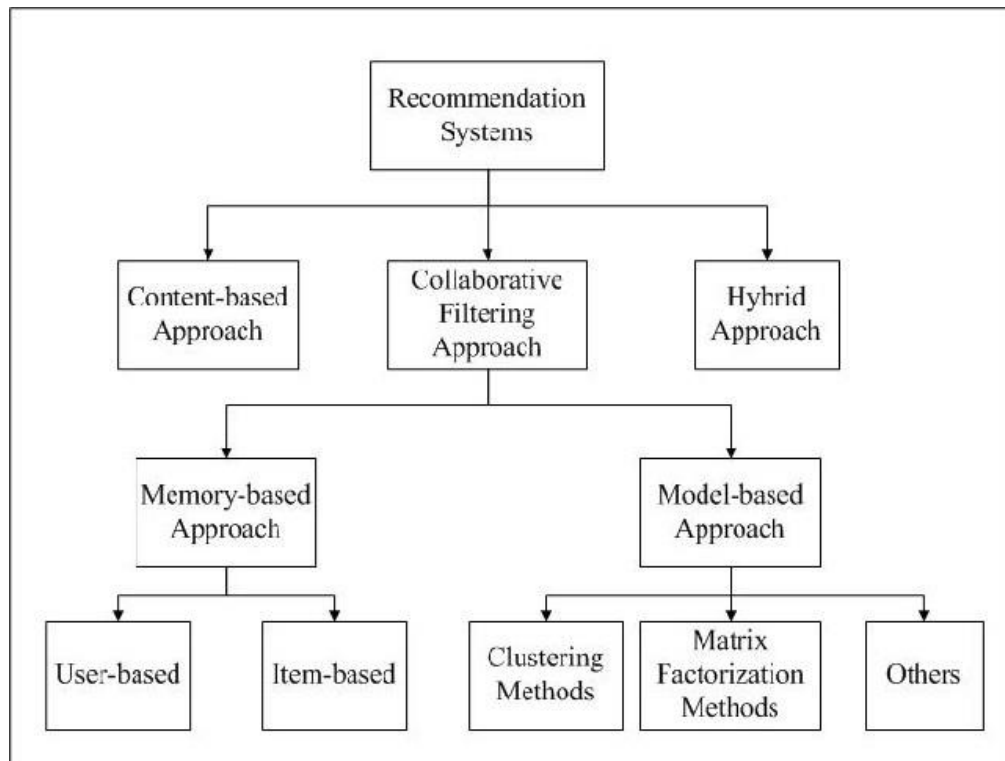 Recommendation
Systems
Content-based
Approach
Collaborative
Filtering
Approach
Hybrid
Approach
Memory-based
Approach
Model-based
Approach
User-based
Item-based
Clustering
Methods
Matrix
Factorization
Methods
Others